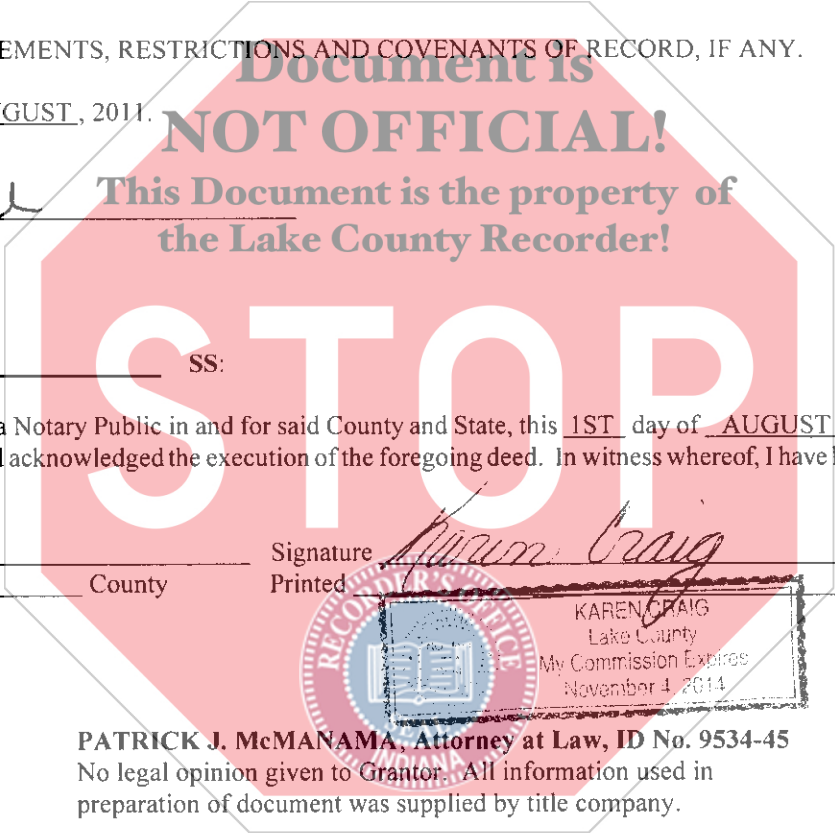 EMENTS, RESTRICTIONS AND COVENANTS OF RECORD, IF ANY.
Document is
GUST , 2011.
NOT OFFICIAL!
This Document is the property of
the Lake County Recorder!
STOP
SS:
a Notary Public in and for said County and State, this 1ST day of AUGUST
acknowledged the execution of the foregoing deed. In witness whereof, I have
Signature Karen Craig
County Printed
RECORDER'S OFFICE
KAREN CRAIG
Lake County
My Commission Expires
November 4, 2014
SEAL
INDIANA
PATRICK J. McMANAMA, Attorney at Law, ID No. 9534-45
No legal opinion given to Grantor. All information used in
preparation of document was supplied by title company.